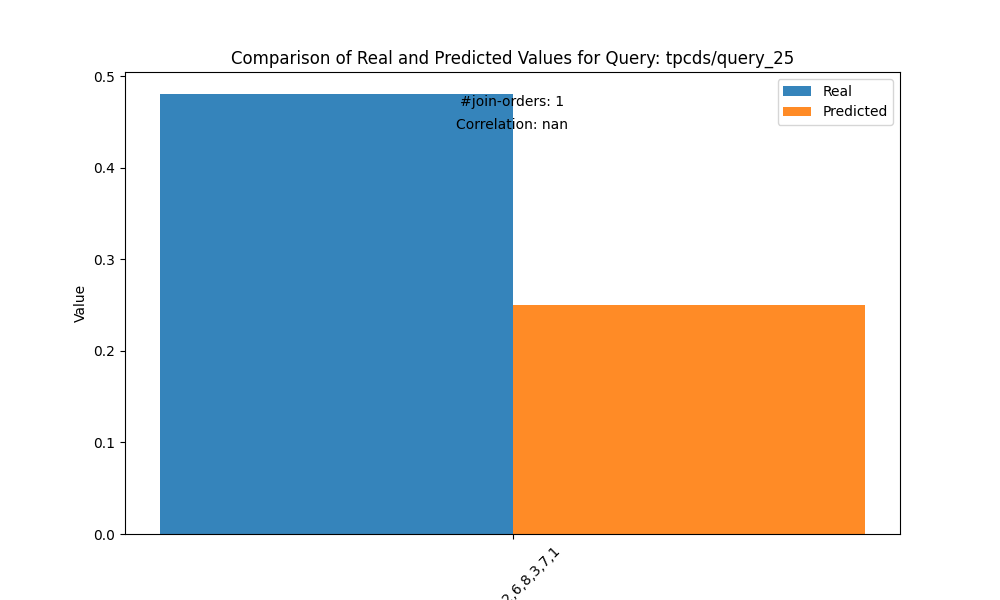 Comparison of Real and Predicted Values for Query: tpcds/query_25
#join-orders: 1
Correlation: nan
Real
Predicted
0.5
0.4
0.3
0.2
0.1
0.0
Value
2,6,8,3,7,1